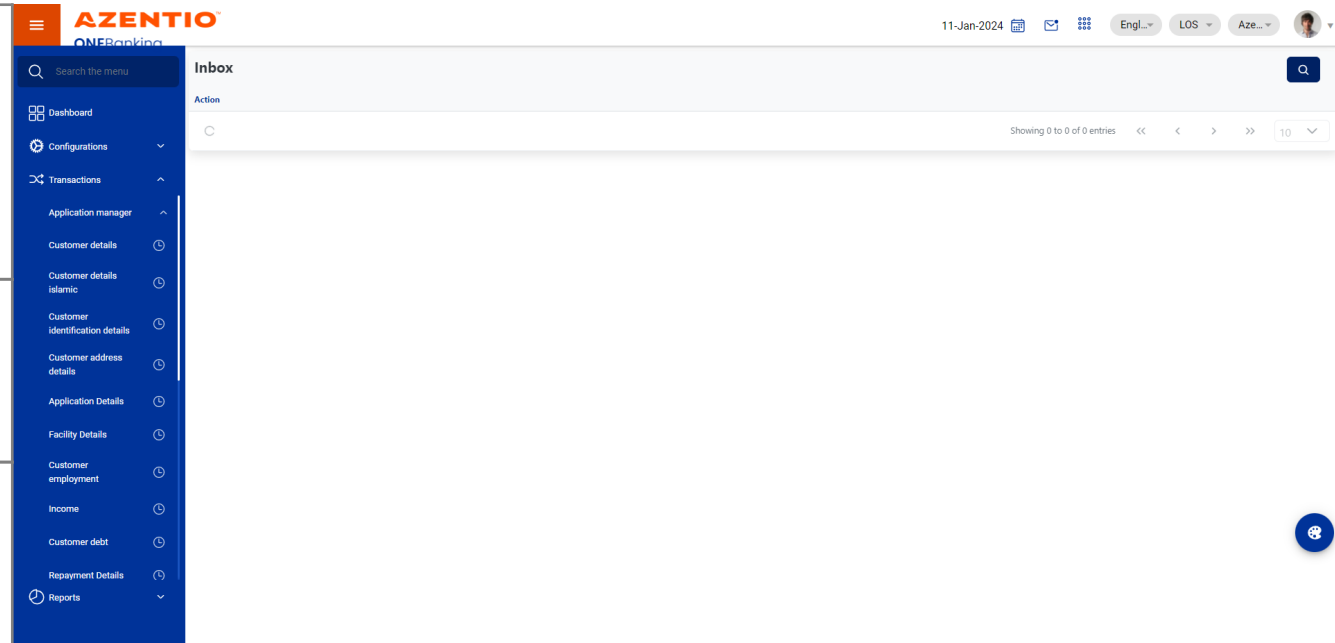 AZENTIO
ONEBanking
11-Jan-2024
Engl...
LOS
Aze...
Search the menu
Inbox
Action
Showing 0 to 0 of 0 entries
10
Dashboard
Configurations
Transactions
Application manager
Customer details
Customer details
islamic
Customer
identification details
Customer address
details
Application Details
Facility Details
Customer
employment
Income
Customer debt
Repayment Details
Reports